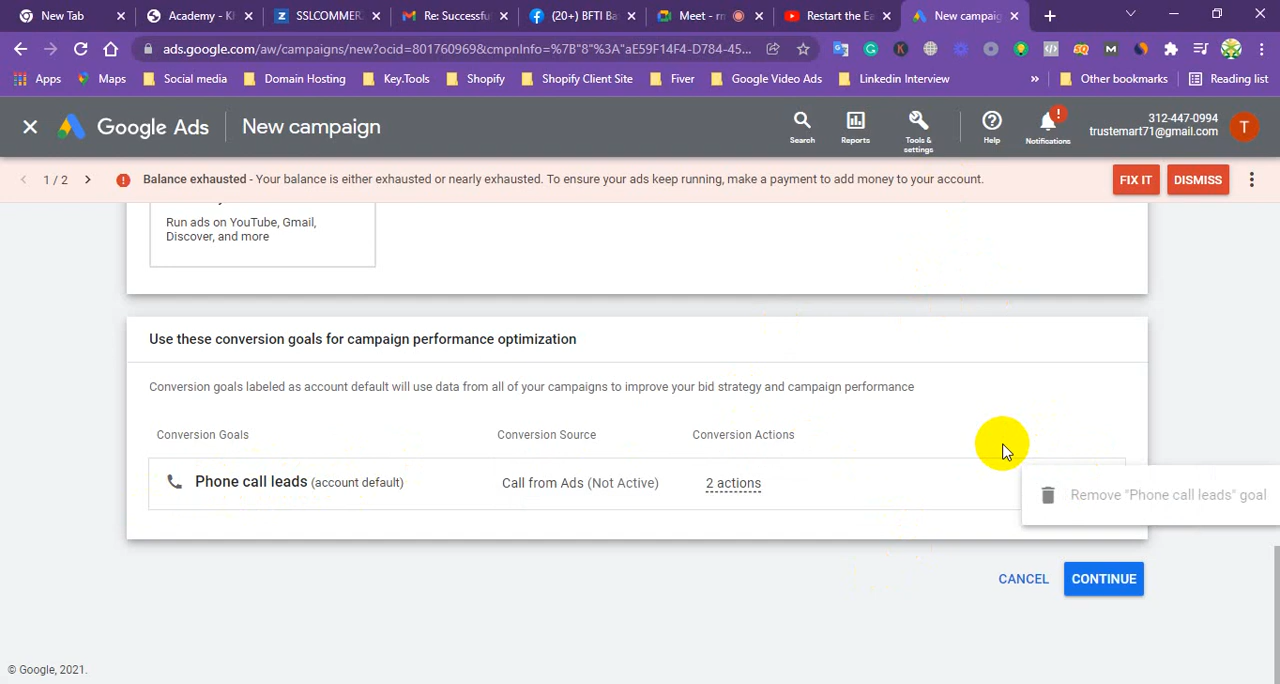 New Tab
Academy - Kl
SSLCOMMER
Re: Successfu
(20+) BFTI Ba
Meet - rm
Restart the Ea
New campaig
ads.google.com/aw/campaigns/new?ocid=801760969&cmpnInfo=%7B"8"%3A"aE59F14F4-D784-45...
Apps
Maps
Social media
Domain Hosting
Key.Tools
Shopify
Shopify Client Site
Fiver
Google Video Ads
Linkedin Interview
»
Other bookmarks
Reading list
Google Ads
New campaign
Search
Reports
Tools &
settings
Help
Notifications
312-447-0994
trustemart71@gmail.com
T
1 / 2
Balance exhausted - Your balance is either exhausted or nearly exhausted. To ensure your ads keep running, make a payment to add money to your account.
FIX IT
DISMISS
Run ads on YouTube, Gmail,
Discover, and more
Use these conversion goals for campaign performance optimization
Conversion goals labeled as account default will use data from all of your campaigns to improve your bid strategy and campaign performance
Conversion Goals
Conversion Source
Conversion Actions
Phone call leads (account default)
Call from Ads (Not Active)
2 actions
Remove "Phone call leads" goal
CANCEL
CONTINUE
© Google, 2021.